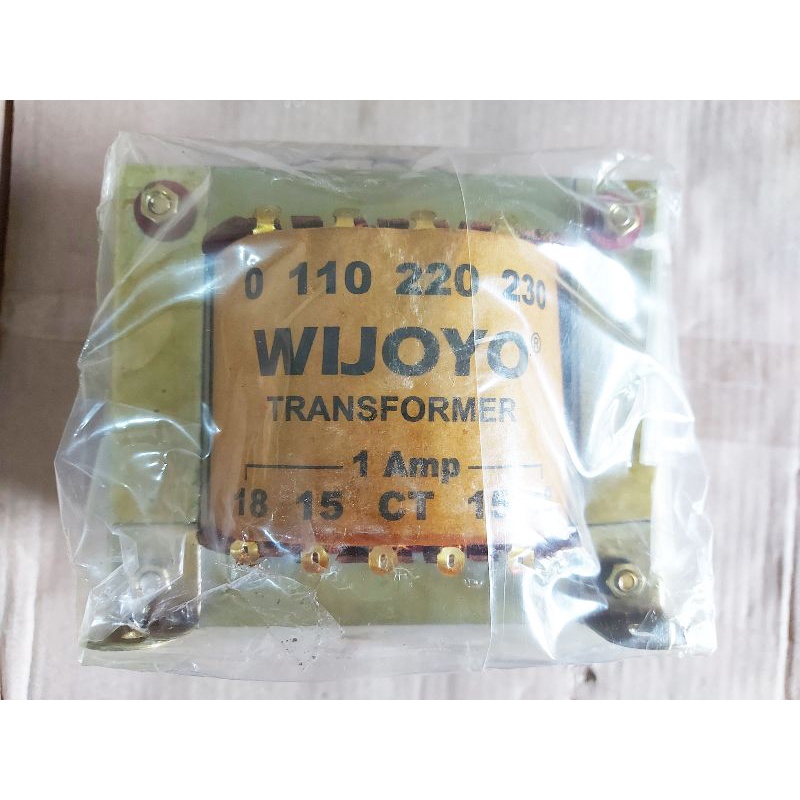 0 110 220 230
WIJOYO®
TRANSFORMER
1 Amp
18 15 CT 15